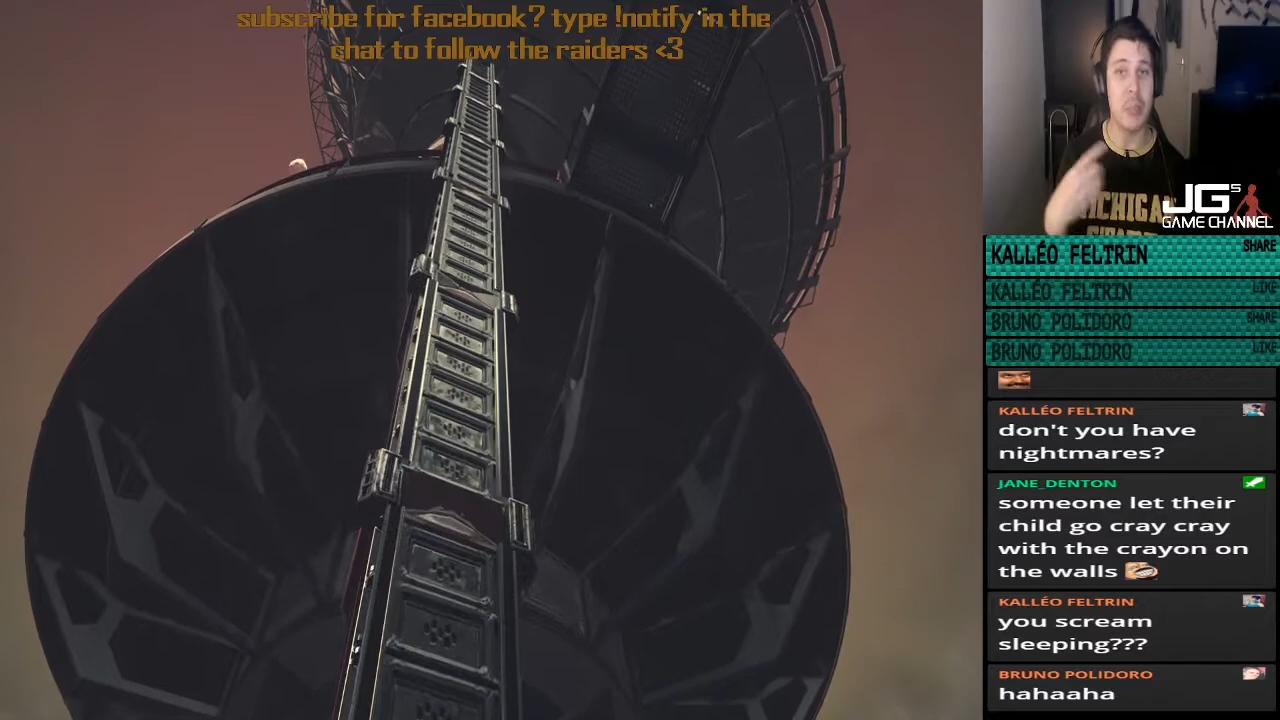 subscribe for facebook? type !notify in the
chat to follow the raiders <3
MICHIGAN
STATE
JGS
GAME CHANNEL
KALLÉO FELTRIN SHARE
KALLÉO FELTRIN LIKE
BRUNO POLIDORO SHARE
BRUNO POLIDORO LIKE
KALLÉO FELTRIN
don't you have
nightmares?
JANE_DENTON
someone let their
child go cray cray
with the crayon on
the walls
KALLÉO FELTRIN
you scream
sleeping???
BRUNO POLIDORO
hahaaha